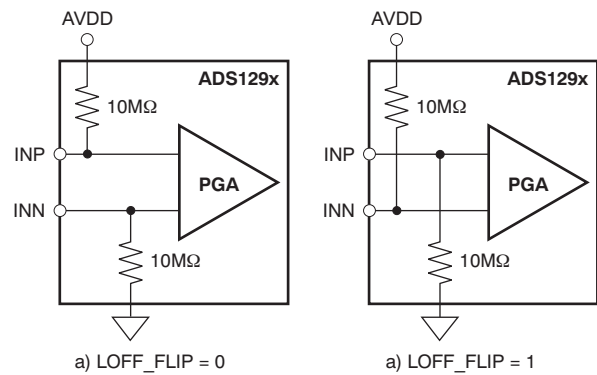 AVDD
ADS129x
10MΩ
INP
PGA
INN
10MΩ
a) LOFF_FLIP = 0
AVDD
ADS129x
10MΩ
INP
PGA
INN
10MΩ
a) LOFF_FLIP = 1